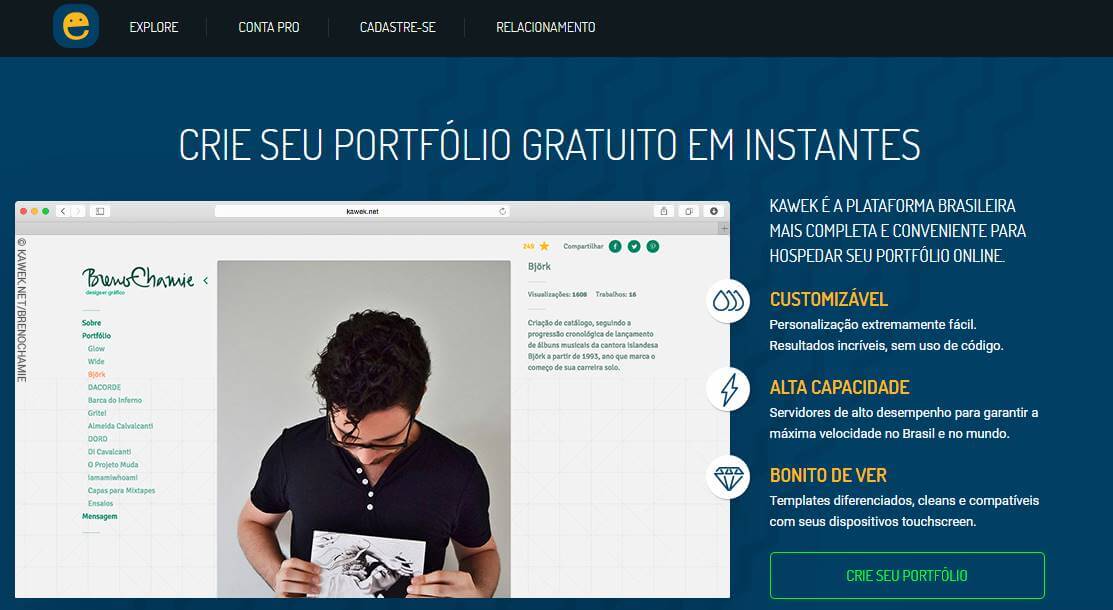 EXPLORE
CONTA PRO
CADASTRE-SE
RELACIONAMENTO
CRIE SEU PORTFÓLIO GRATUITO EM INSTANTES
kawek.net
© KAWEK.NET/BRENOCHAMIE
Breno Chamie
designer gráfico
Sobre
Portfólio
Glow
Wide
Björk
DACORDE
Barca do Inferno
Gritei
Almeida Calvalcanti
DORO
Di Cavalcanti
O Projeto Muda
iamamiwhoami
Capas para Mixtapes
Ensaios
Mensagem
249
Compartilhar
Björk
Visualizações: 1608 Trabalhos: 16
Criação de catálogo, seguindo a
progressão cronológica de lançamento
de álbuns musicais da cantora islandesa
Björk a partir de 1993, ano que marca o
começo de sua carreira solo.
KAWEK É A PLATAFORMA BRASILEIRA
MAIS COMPLETA E CONVENIENTE PARA
HOSPEDAR SEU PORTFÓLIO ONLINE.
CUSTOMIZÁVEL
Personalização extremamente fácil.
Resultados incríveis, sem uso de código.
ALTA CAPACIDADE
Servidores de alto desempenho para garantir a
máxima velocidade no Brasil e no mundo.
BONITO DE VER
Templates diferenciados, cleans e compatíveis
com seus dispositivos touchscreen.
CRIE SEU PORTFÓLIO